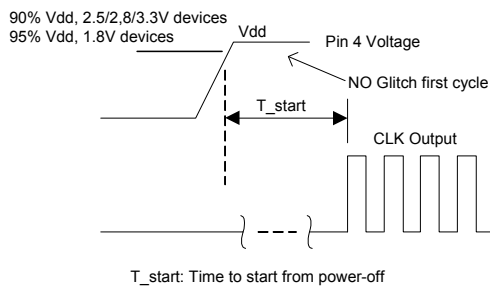 90% Vdd, 2.5/2,8/3.3V devices
95% Vdd, 1.8V devices
Vdd
Pin 4 Voltage
NO Glitch first cycle
T_start
CLK Output
T_start: Time to start from power-off